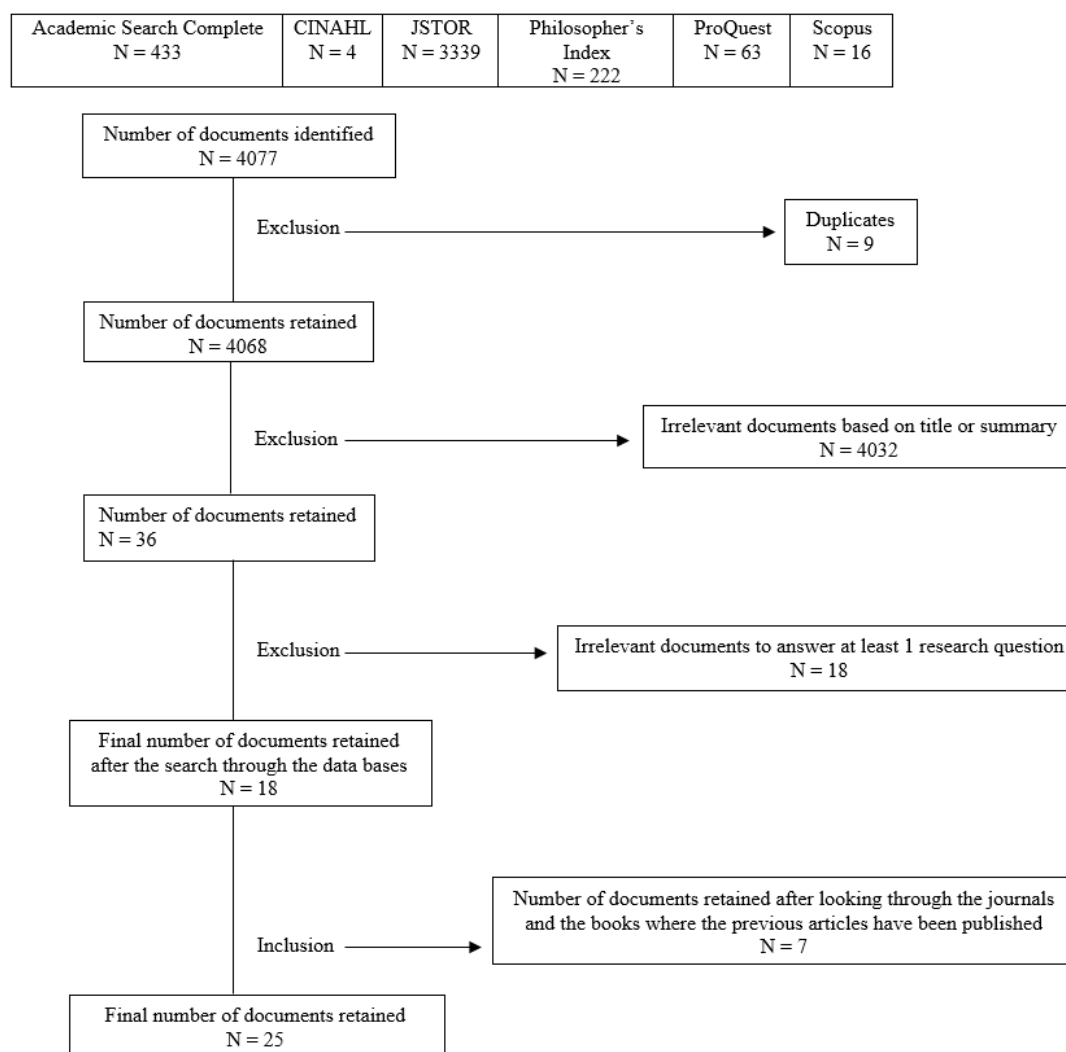 Academic Search Complete
N = 433
CINAHL
N = 4
JSTOR
N = 3339
Philosopher’s
Index
N = 222
ProQuest
N = 63
Scopus
N = 16
Number of documents identified
N = 4077
Exclusion
Duplicates
N = 9
Number of documents retained
N = 4068
Exclusion
Irrelevant documents based on title or summary
N = 4032
Number of documents retained
N = 36
Exclusion
Irrelevant documents to answer at least 1 research question
N = 18
Final number of documents retained
after the search through the data bases
N = 18
Number of documents retained after looking through the journals
and the books where the previous articles have been published
N = 7
Inclusion
Final number of documents retained
N = 25